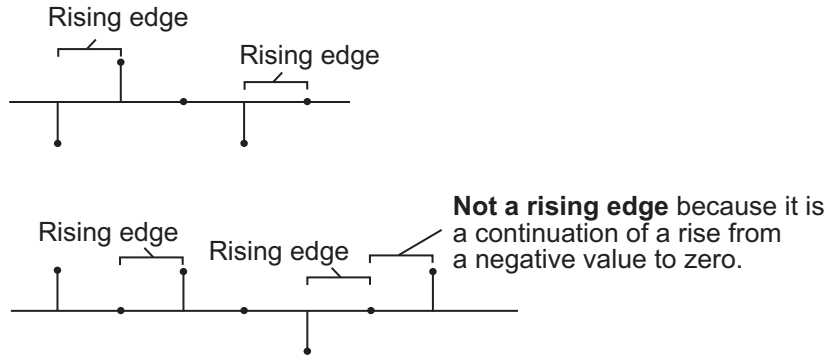 Rising edge
Rising edge
Not a rising edge because it is
a continuation of a rise from
a negative value to zero.
Rising edge
Rising edge